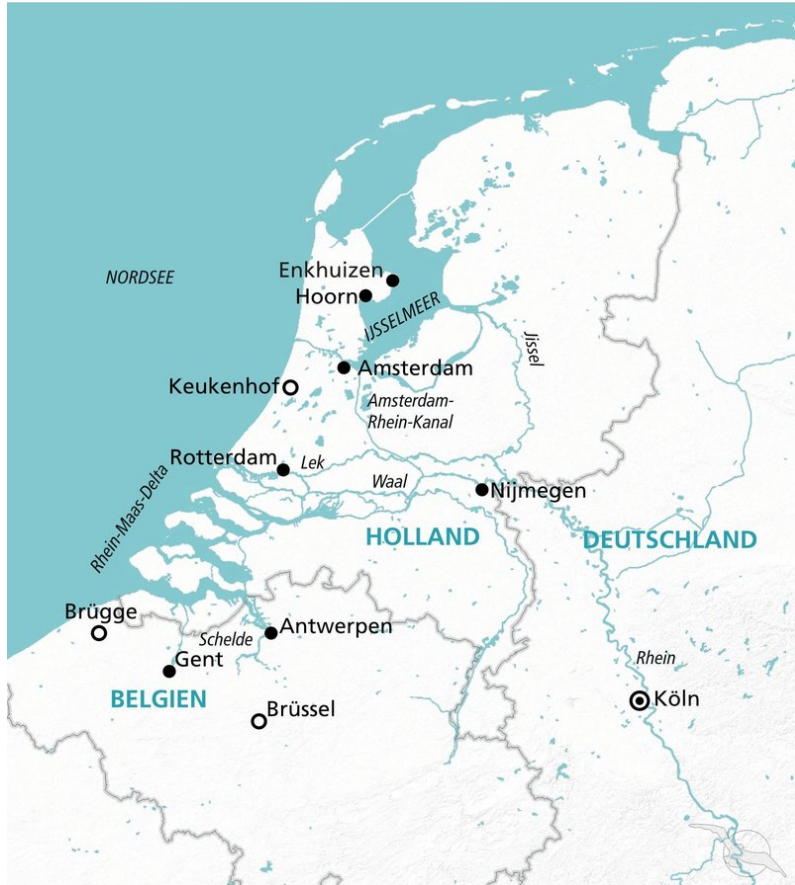 NORDSEE
Enkhuizen
Hoorn
IJSSELMEER
IJssel
Amsterdam
Keukenhof
Amsterdam-
Rhein-Kanal
Rotterdam
Lek
Waal
Nijmegen
Rhein-Maas-Delta
HOLLAND
DEUTSCHLAND
Brügge
Schelde
Antwerpen
Gent
Rhein
BELGIEN
Brüssel
Köln